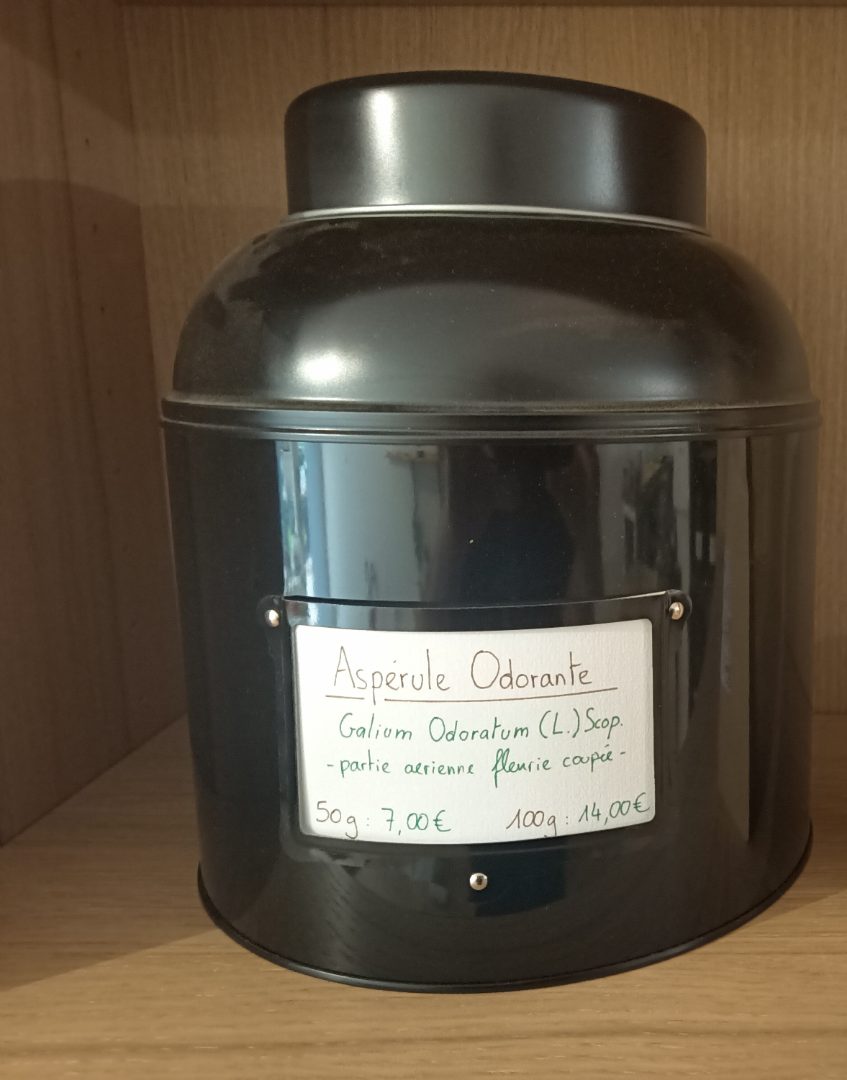 Aspérule Odorante
Galium Odoratum (L.) Scop.
- partie aerienne fleurie coupée -
50g : 7,00€ 100g : 14,00€